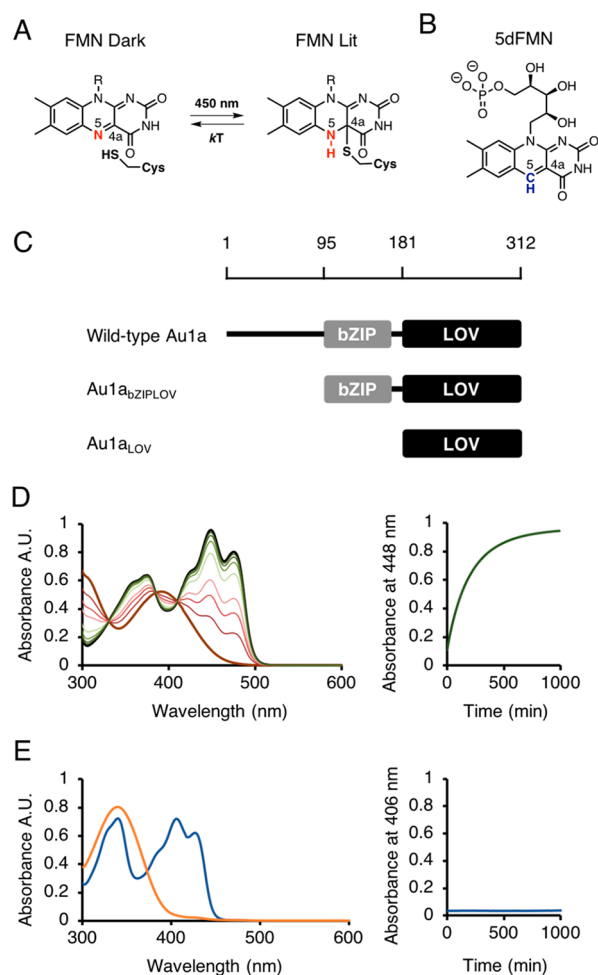 A
FMN Dark
FMN Lit
B
5dFMN
R
N
N
O
NH
N
5
4a
O
HS
Cys
450 nm
kT
R
N
N
O
NH
5
N
H
4a
O
S
Cys
⊖
⊖
O
O
P
O
O
OH
OH
OH
N
N
O
NH
5
C
H
4a
O
C
1
95
181
312
Wild-type Au1a
bZIP
LOV
Au1a bZIPLOV
bZIP
LOV
Au1a LOV
LOV
D
Absorbance A.U.
1
0.8
0.6
0.4
0.2
0
300
400
500
600
Wavelength (nm)
Absorbance at 448 nm
1
0.8
0.6
0.4
0.2
0
0
500
1000
Time (min)
E
Absorbance A.U.
1
0.8
0.6
0.4
0.2
0
300
400
500
600
Wavelength (nm)
Absorbance at 406 nm
1
0.8
0.6
0.4
0.2
0
0
500
1000
Time (min)